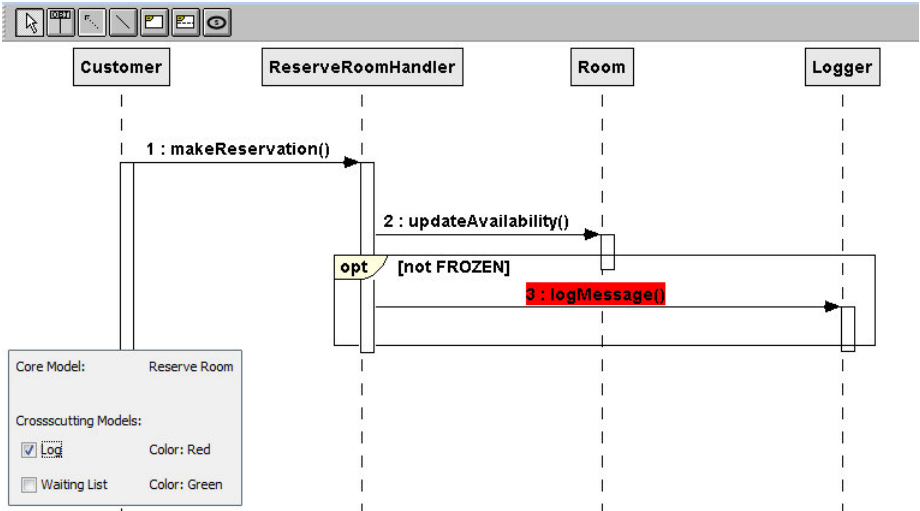 OBJ
Customer ReserveRoomHandler Room Logger
1 : makeReservation()
2 : updateAvailability()
opt [not FROZEN]
3 : logMessage()
Core Model: Reserve Room
Crossscutting Models:
Log Color: Red
Waiting List Color: Green